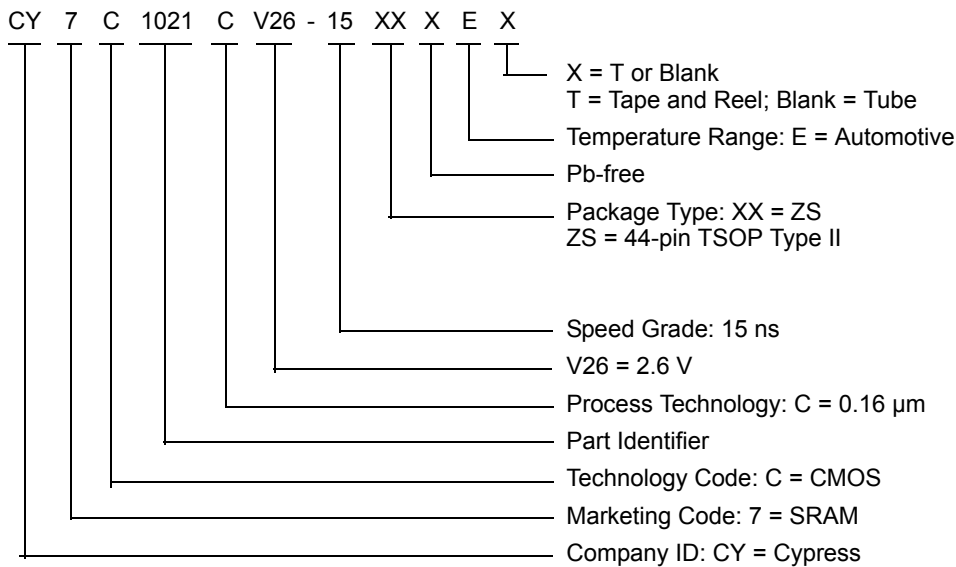 CY 7 C 1021 C V26 - 15 XX X E X
X = T or Blank
T = Tape and Reel; Blank = Tube
Temperature Range: E = Automotive
Pb-free
Package Type: XX = ZS
ZS = 44-pin TSOP Type II
Speed Grade: 15 ns
V26 = 2.6 V
Process Technology: C = 0.16 µm
Part Identifier
Technology Code: C = CMOS
Marketing Code: 7 = SRAM
Company ID: CY = Cypress